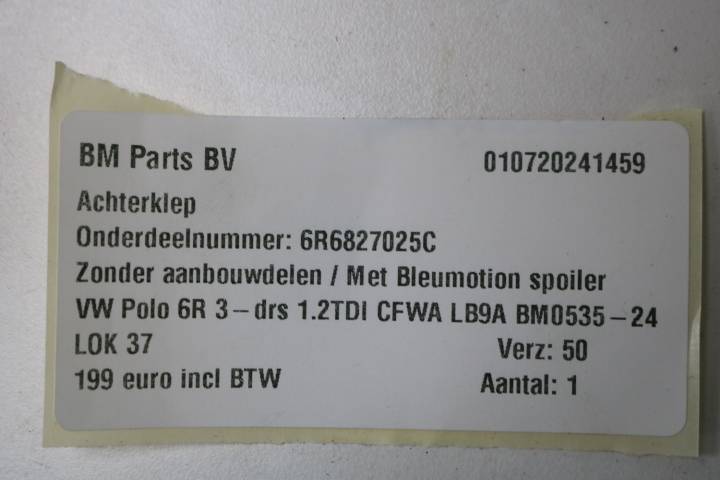 BM Parts BV 010720241459
Achterklep
Onderdeelnummer: 6R6827025C
Zonder aanbouwdelen / Met Bleumotion spoiler
VW Polo 6R 3-drs 1.2TDI CFWA LB9A BM0535-24
LOK 37 Verz: 50
199 euro incl BTW Aantal: 1